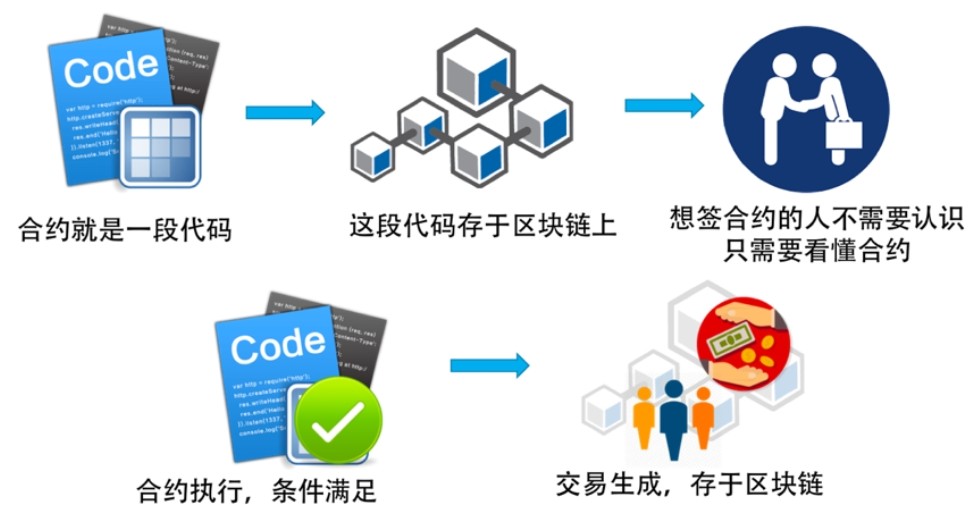 Code
合约就是一段代码
这段代码存于区块链上
想签合约的人不需要认识
只需要看懂合约
Code
合约执行，条件满足
交易生成，存于区块链